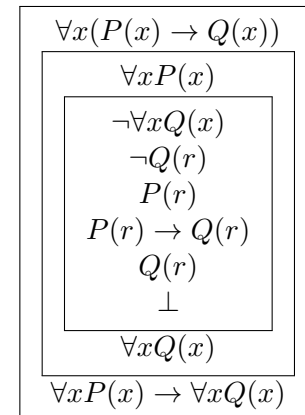 ∀x(P(x) → Q(x))
∀xP(x)
¬∀xQ(x)
¬Q(r)
P(r)
P(r) → Q(r)
Q(r)
⊥
∀xQ(x)
∀xP(x) → ∀xQ(x)